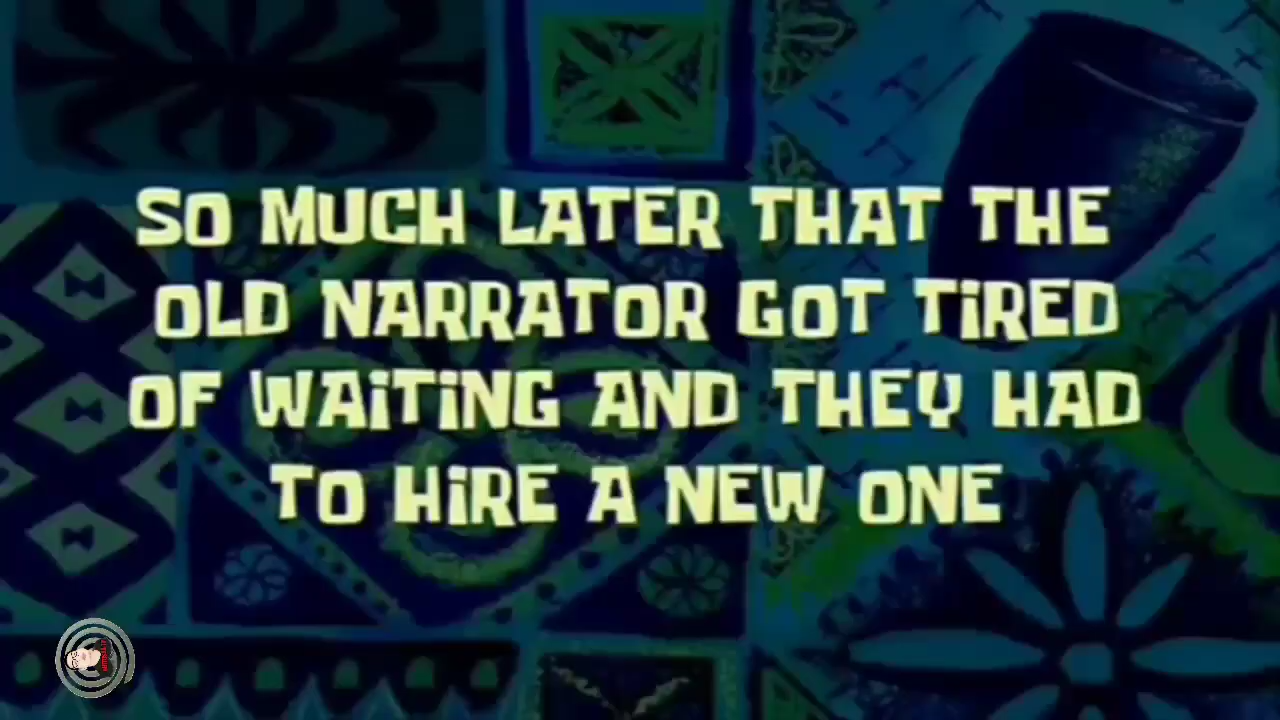 SO MUCH LATER THAT THE
OLD NARRATOR GOT TiRED
OF WAiTiNG AND THEY HAD
TO HiRE A NEW ONE